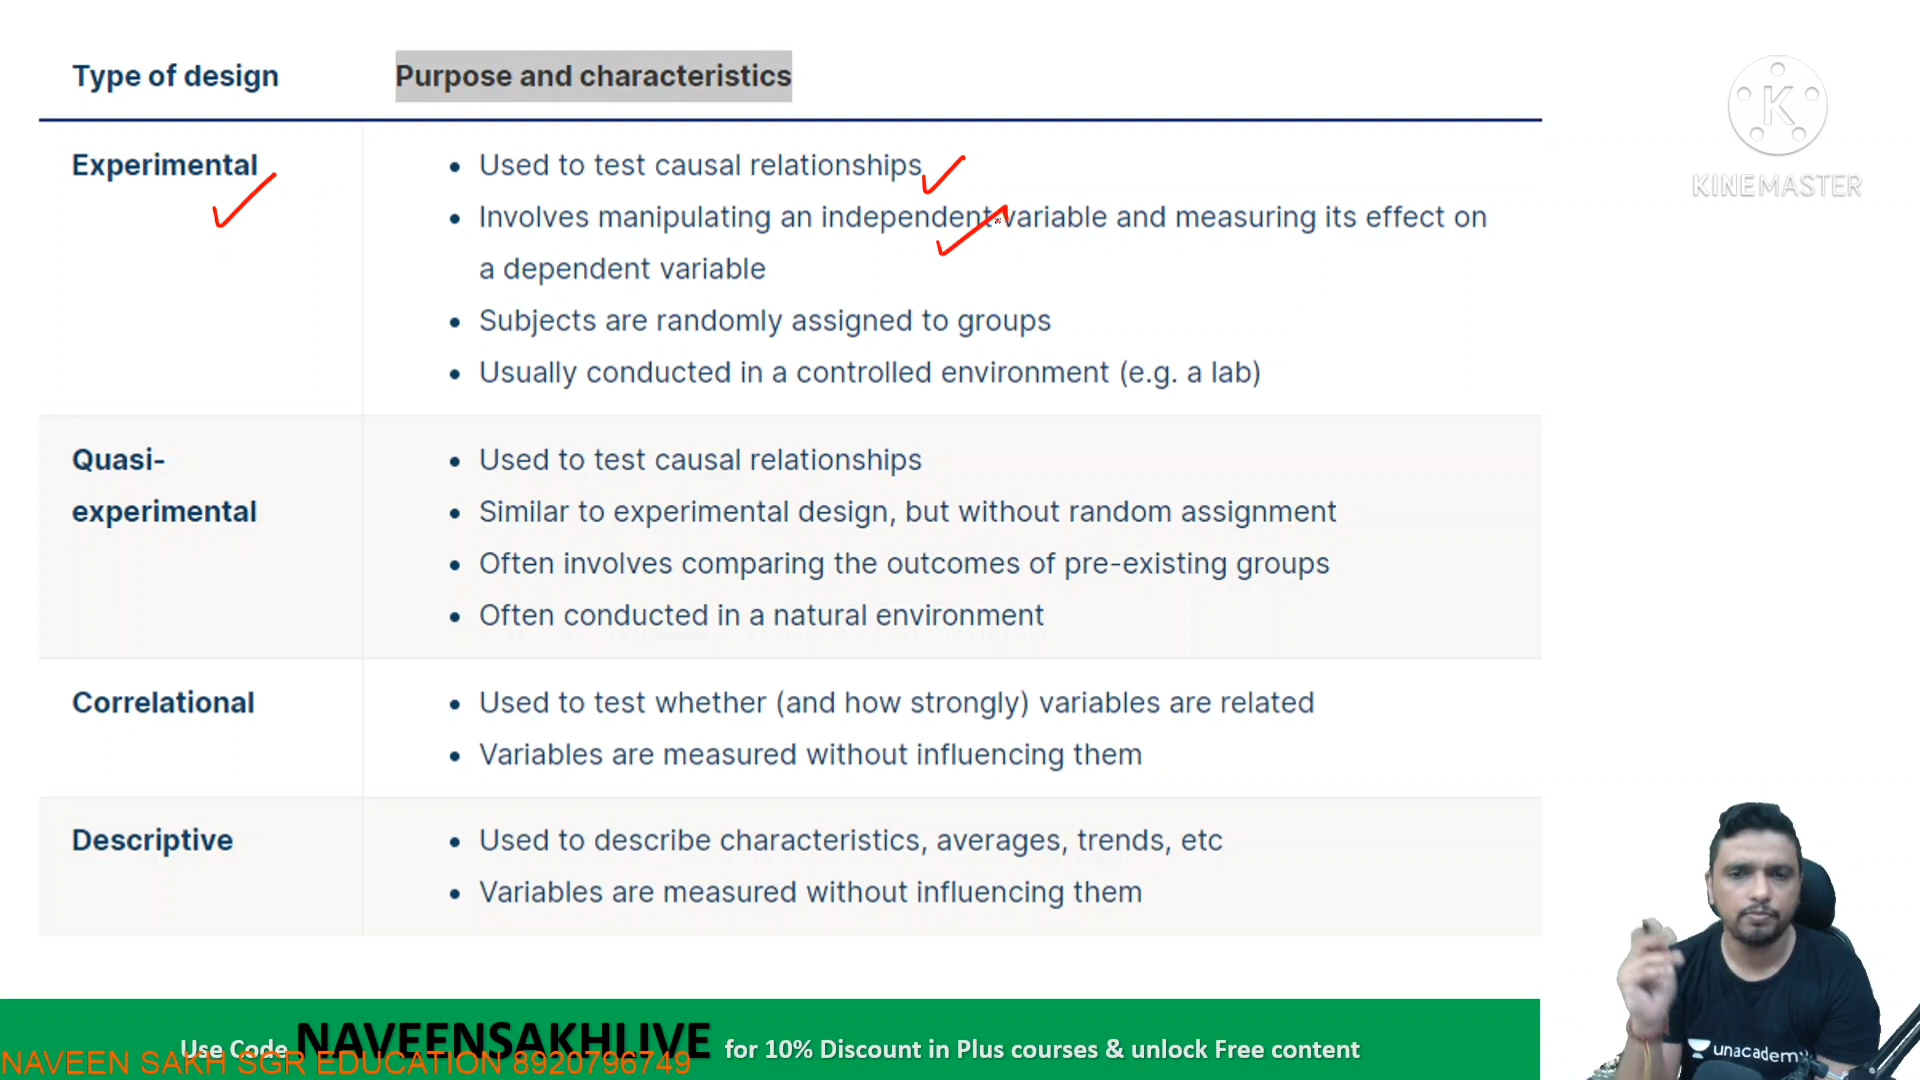 Type of design
Purpose and characteristics
Experimental
• Used to test causal relationships
• Involves manipulating an independent variable and measuring its effect on
a dependent variable
• Subjects are randomly assigned to groups
• Usually conducted in a controlled environment (e.g. a lab)
Quasi-
experimental
• Used to test causal relationships
• Similar to experimental design, but without random assignment
• Often involves comparing the outcomes of pre-existing groups
• Often conducted in a natural environment
Correlational
• Used to test whether (and how strongly) variables are related
• Variables are measured without influencing them
Descriptive
• Used to describe characteristics, averages, trends, etc
• Variables are measured without influencing them
K
KINEMASTER
unacademy
Use Code NAVEENSAKHLIVE for 10% Discount in Plus courses & unlock Free content
NAVEEN SAKH SGR EDUCATION 8920796749